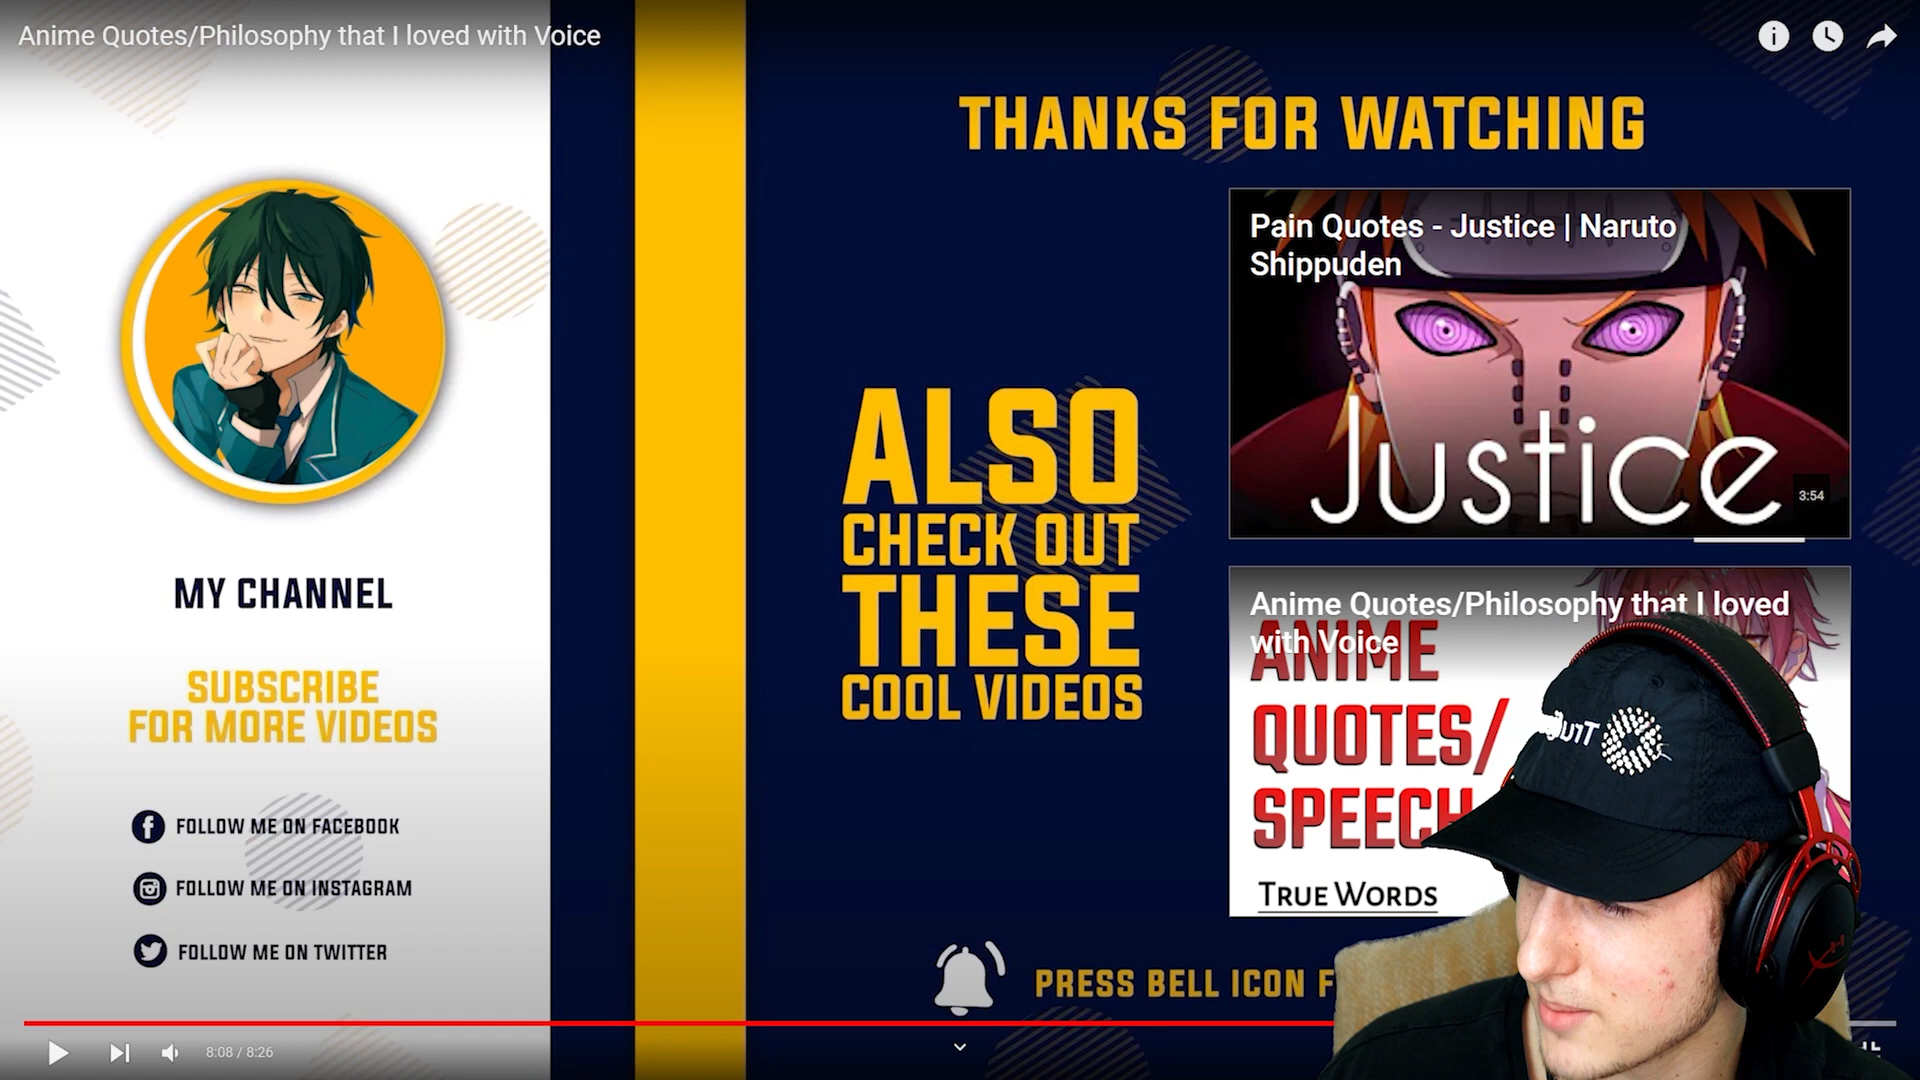 Anime Quotes/Philosophy that I loved with Voice
THANKS FOR WATCHING
Pain Quotes - Justice | Naruto
Shippuden
Justice
3:54
ALSO
CHECK OUT
THESE
COOL VIDEOS
Anime Quotes/Philosophy that I loved
with Voice
ANIME
QUOTES/
SPEECH
TRUE WORDS
MY CHANNEL
SUBSCRIBE
FOR MORE VIDEOS
FOLLOW ME ON FACEBOOK
FOLLOW ME ON INSTAGRAM
FOLLOW ME ON TWITTER
PRESS BELL ICON F
8:08 / 8:26